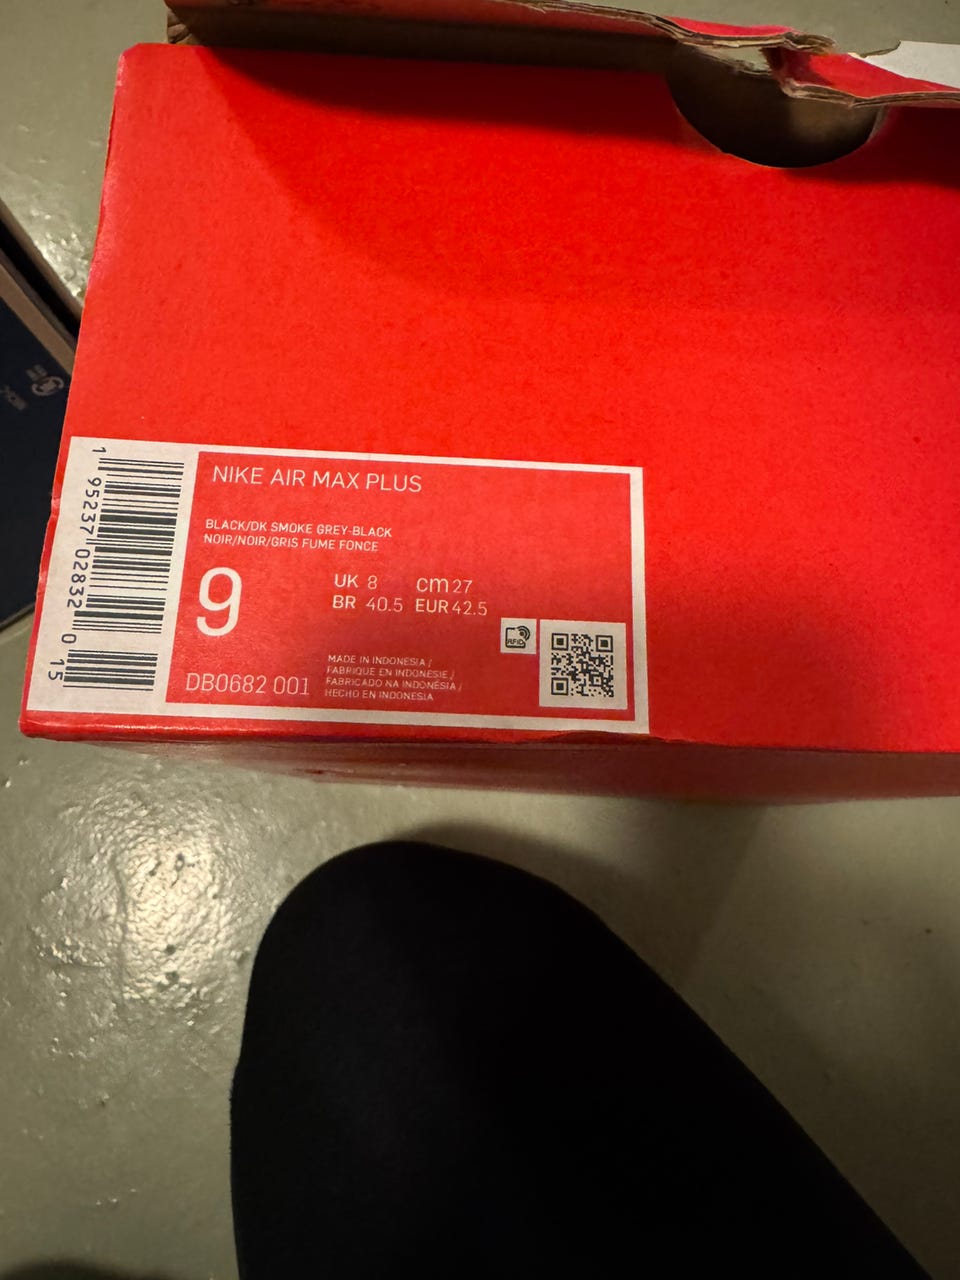 NIKE AIR MAX PLUS
BLACK/DK SMOKE GREY-BLACK
NOIR/NOIR/GRIS FUME FONCE
9
UK 8 cm 27
BR 40.5 EUR 42.5
RFID
DB0682 001
MADE IN INDONESIA /
FABRIQUE EN INDONESIE /
FABRICADO NA INDONÉSIA /
HECHO EN INDONESIA
1 95237 02832 0 15